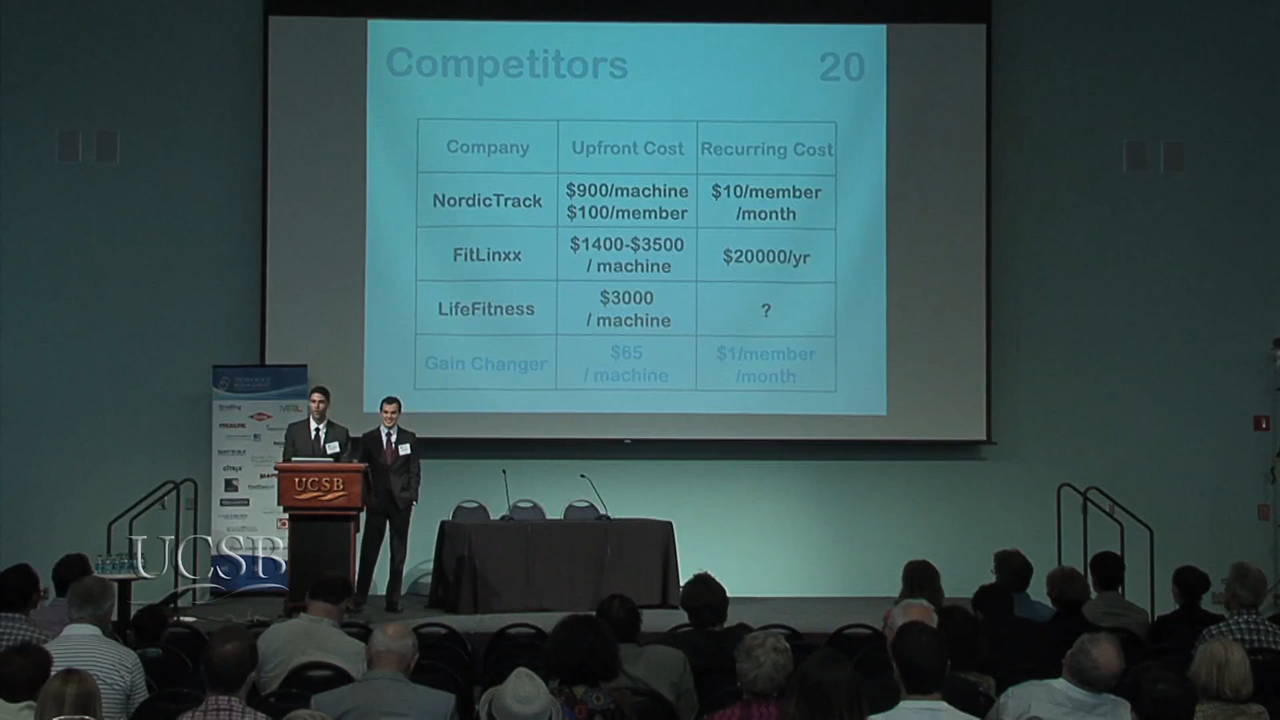 Competitors 20
Company Upfront Cost Recurring Cost
NordicTrack $900/machine $10/member
$100/member /month
FitLinxx $1400-$3500 $20000/yr
/ machine
LifeFitness $3000 ?
/ machine
Gain Changer $65 $1/member
/ machine /month
UCSB
CITRIX
UCSB